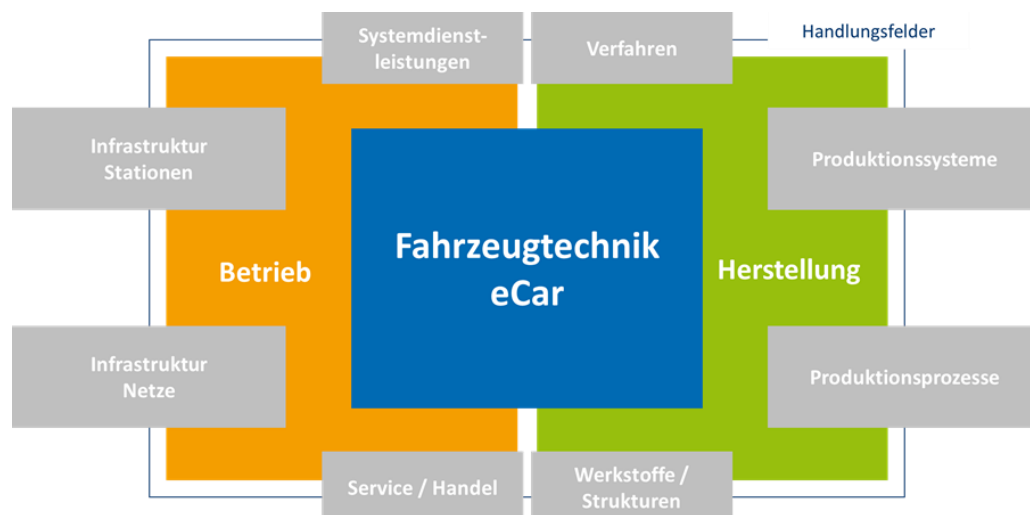 Systemdienst-
leistungen
Verfahren
Handlungsfelder
Infrastruktur
Stationen
Produktionssysteme
Betrieb
Fahrzeugtechnik
eCar
Herstellung
Infrastruktur
Netze
Produktionsprozesse
Service / Handel
Werkstoffe /
Strukturen